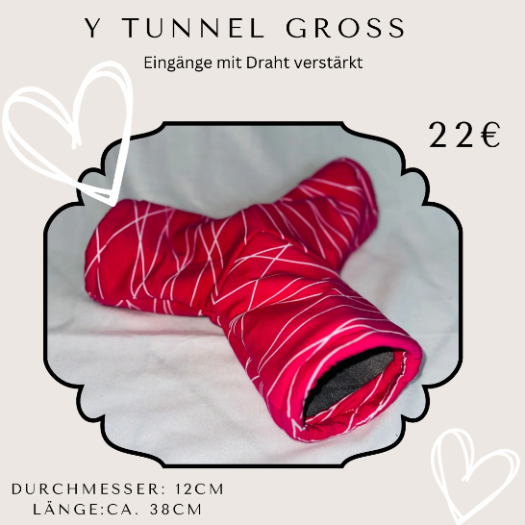 Y TUNNEL GROSS
Eingänge mit Draht verstärkt
22€
DURCHMESSER: 12CM
LÄNGE:CA. 38CM